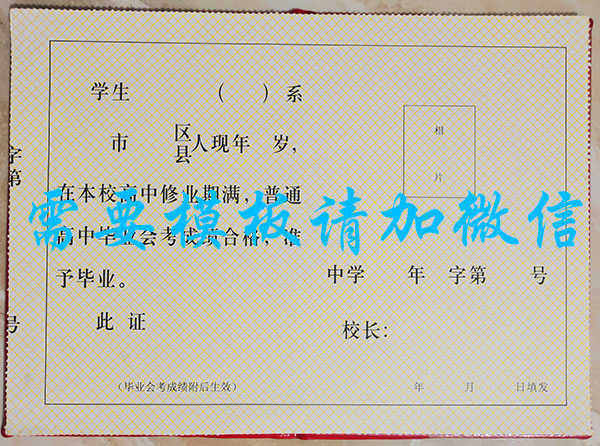 学生 （ ）系
市 区县人现年 岁，
在本校高中修业期满，普通
高中毕业会考成绩合格，准
予毕业。
此证
（毕业会考成绩附后生效）
相
片
中学 年 字第 号
校长：
年 月 日填发
字第
号
需要模板请加微信